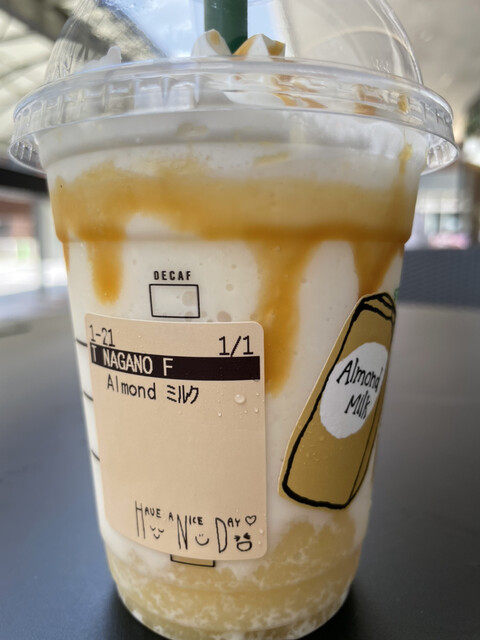 DECAF
1-21 1/1
T NAGANO F
Almond ミルク
Almond
Milk
HAVE A NICE DAY♡